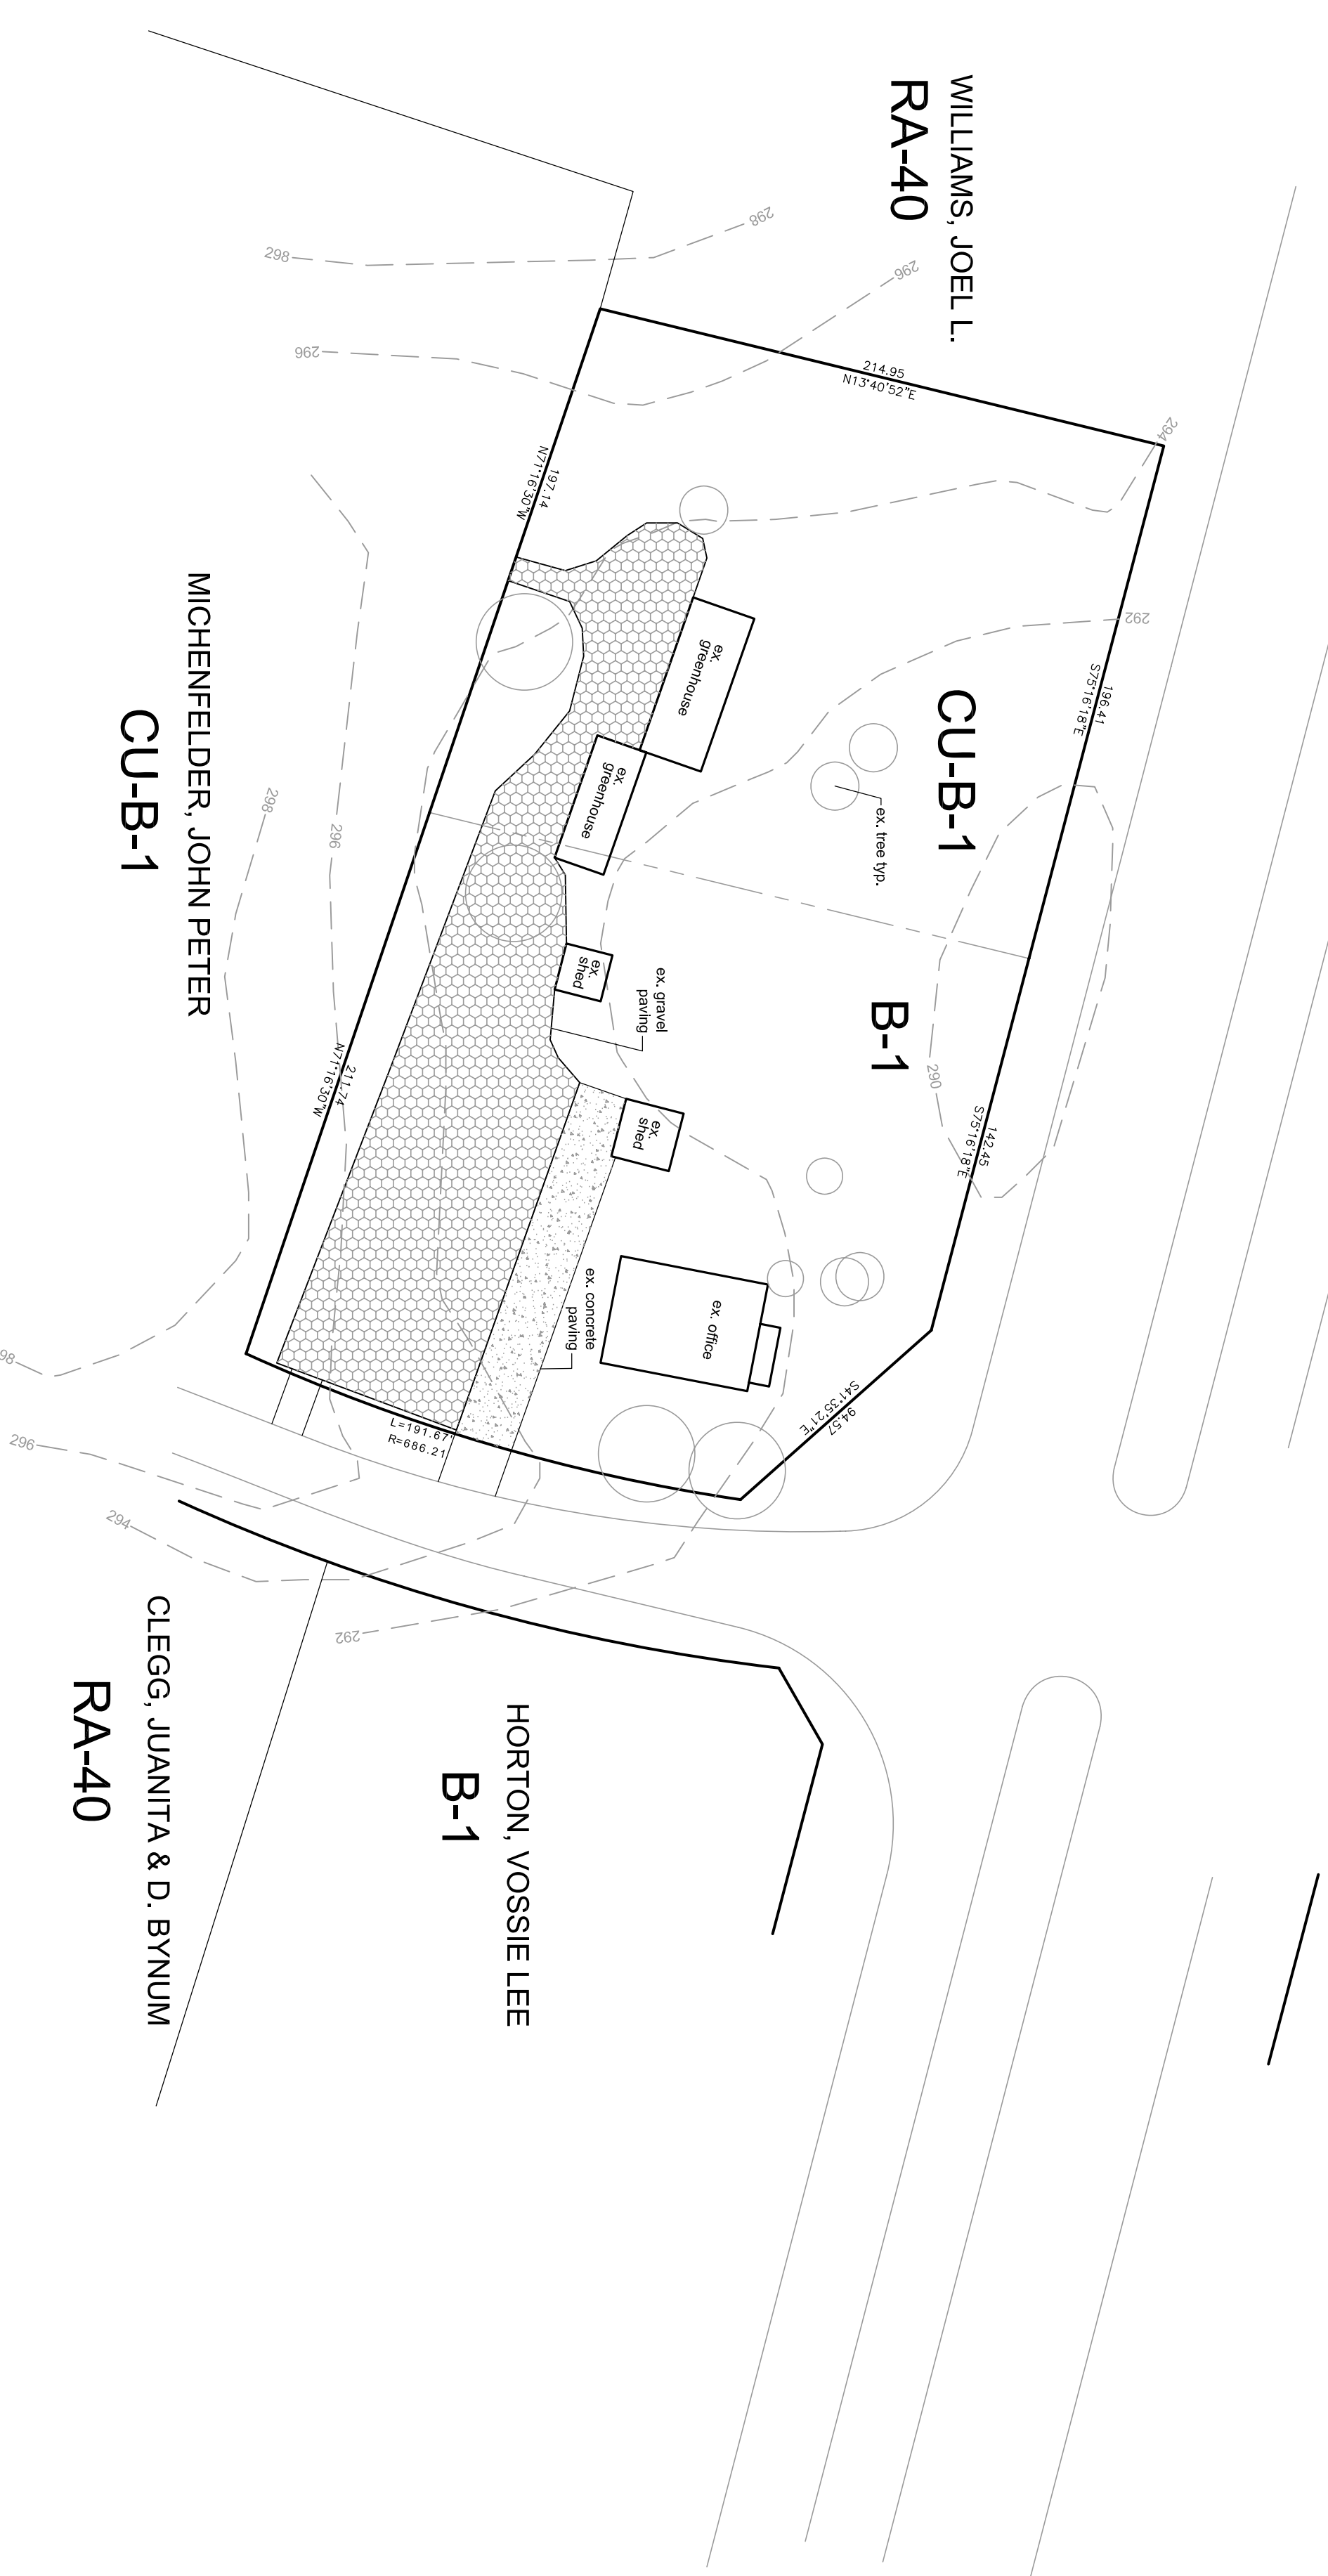 WILLIAMS, JOEL L.
RA-40
298
298
296
296
294
214.95
N13°40'52"E
197.14
N71°16'30"W
292
196.41
S75°16'18"E
CU-B-1
ex.
greenhouse
ex.
greenhouse
ex. tree typ.
MICHENFELDER, JOHN PETER
CU-B-1
298
296
ex.
shed
ex. gravel
paving
B-1
290
211.74
N71°16'30"W
142.45
S75°16'18"E
ex.
shed
ex. concrete
paving
ex. office
98
94.57
S41°35'21"E
L=191.67'
R=686.21
296
294
292
CLEGG, JUANITA & D. BYNUM
RA-40
HORTON, VOSSIE LEE
B-1